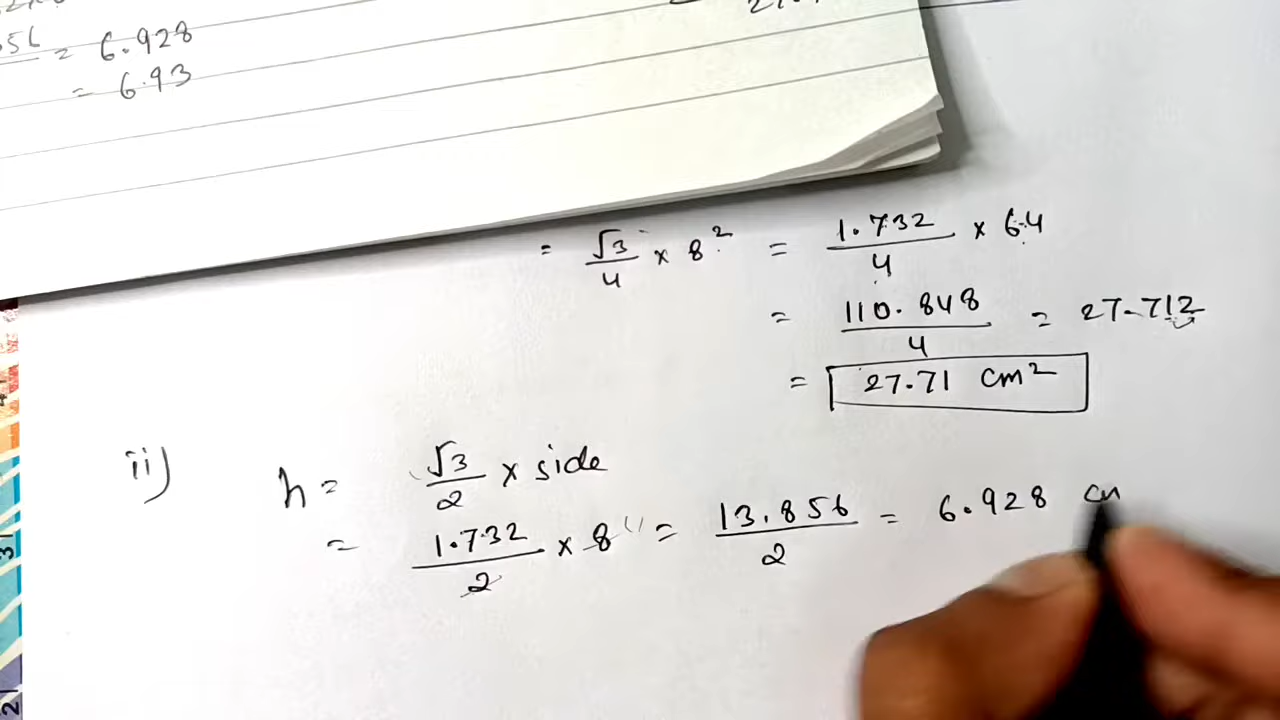 56 = 6.928
= 6.93
= √3/4 × 8² = 1.732/4 × 64
= 110.848/4 = 27.712
= 27.71 cm²
ii) h = √3/2 × side
= 1.732/2 × 8 = 13.856/2 = 6.928 cm